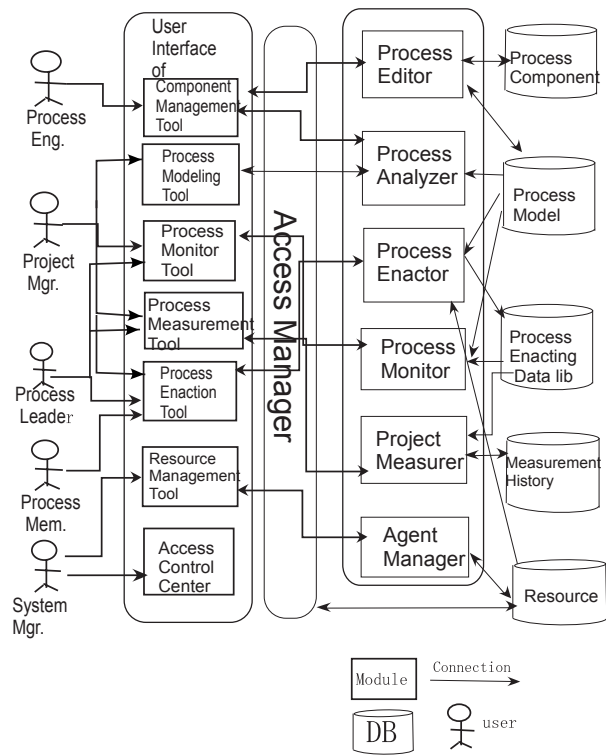 User
Interface
of
Component
Management
Tool
Process
Modeling
Tool
Process
Monitor
Tool
Process
Measurement
Tool
Process
Enaction
Tool
Resource
Management
Tool
Access
Control
Center
Process
Eng.
Project
Mgr.
Process
Leader
Process
Mem.
System
Mgr.
Access Manager
Process
Editor
Process
Analyzer
Process
Enactor
Process
Monitor
Project
Measurer
Agent
Manager
Process
Component
Process
Model
Process
Enacting
Data lib
Measurement
History
Resource
Module
Connection
DB
user